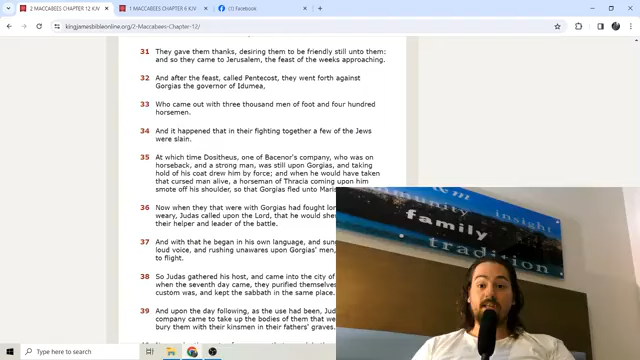 2 MACCABEES CHAPTER 12 KJV
1 MACCABEES CHAPTER 6 KJV
(1) Facebook
kingjamesbibleonline.org/2-Maccabees-Chapter-12/
31 They gave them thanks, desiring them to be friendly still unto them:
and so they came to Jerusalem, the feast of the weeks approaching.
32 And after the feast, called Pentecost, they went forth against
Gorgias the governor of Idumea,
33 Who came out with three thousand men of foot and four hundred
horsemen.
34 And it happened that in their fighting together a few of the Jews
were slain.
35 At which time Dositheus, one of Bacenor's company, who was on
horseback, and a strong man, was still upon Gorgias, and taking
hold of his coat drew him by force; and when he would have taken
that cursed man alive, a horseman of Thracia coming upon him
smote off his shoulder, so that Gorgias fled unto Maris
36 Now when they that were with Gorgias had fought lon
weary, Judas called upon the Lord, that he would she
their helper and leader of the battle.
37 And with that he began in his own language, and sun
loud voice, and rushing unawares upon Gorgias' men,
to flight.
38 So Judas gathered his host, and came into the city of
when the seventh day came, they purified themselve
custom was, and kept the sabbath in the same place.
39 And upon the day following, as the use had been, Jud
company came to take up the bodies of them that we
bury them with their kinsmen in their fathers' graves.
community
insight
family
tradition
Type here to search